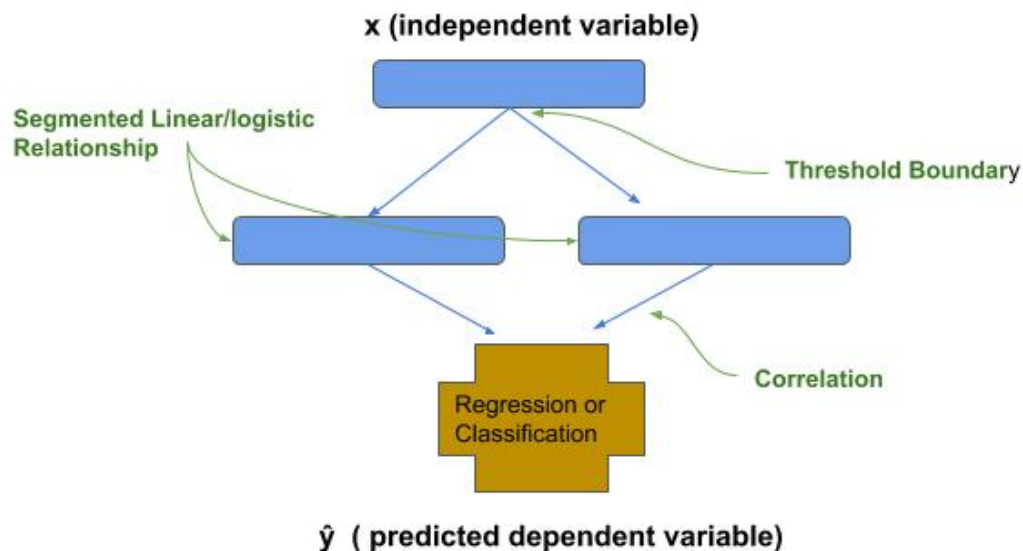 x (independent variable)
Segmented Linear/logistic
Relationship
Threshold Boundary
Correlation
Regression or
Classification
ŷ ( predicted dependent variable)